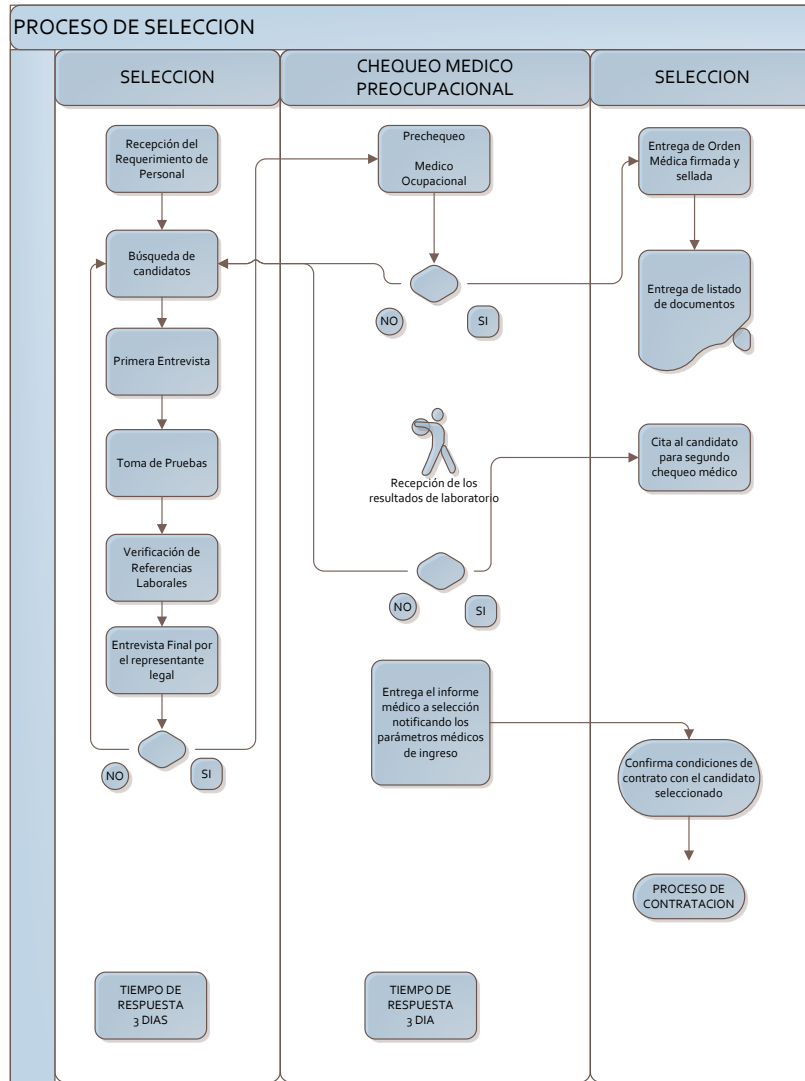 PROCESO DE SELECCION
SELECCION
CHEQUEO MEDICO
PREOCUPACIONAL
SELECCION
Recepción del
Requerimiento de
Personal
Búsqueda de
candidatos
Primera Entrevista
Toma de Pruebas
Verificación de
Referencias
Laborales
Entrevista Final por
el representante
legal
NO
SI
TIEMPO DE
RESPUESTA
3 DIAS
Prechequeo
Medico
Ocupacional
NO
SI
Recepción de los
resultados de laboratorio
NO
SI
Entrega el informe
médico a selección
notificando los
parámetros médicos
de ingreso
TIEMPO DE
RESPUESTA
3 DIA
Entrega de Orden
Médica firmada y
sellada
Entrega de listado
de documentos
Cita al candidato
para segundo
chequeo médico
Confirma condiciones de
contrato con el candidato
seleccionado
PROCESO DE
CONTRATACION